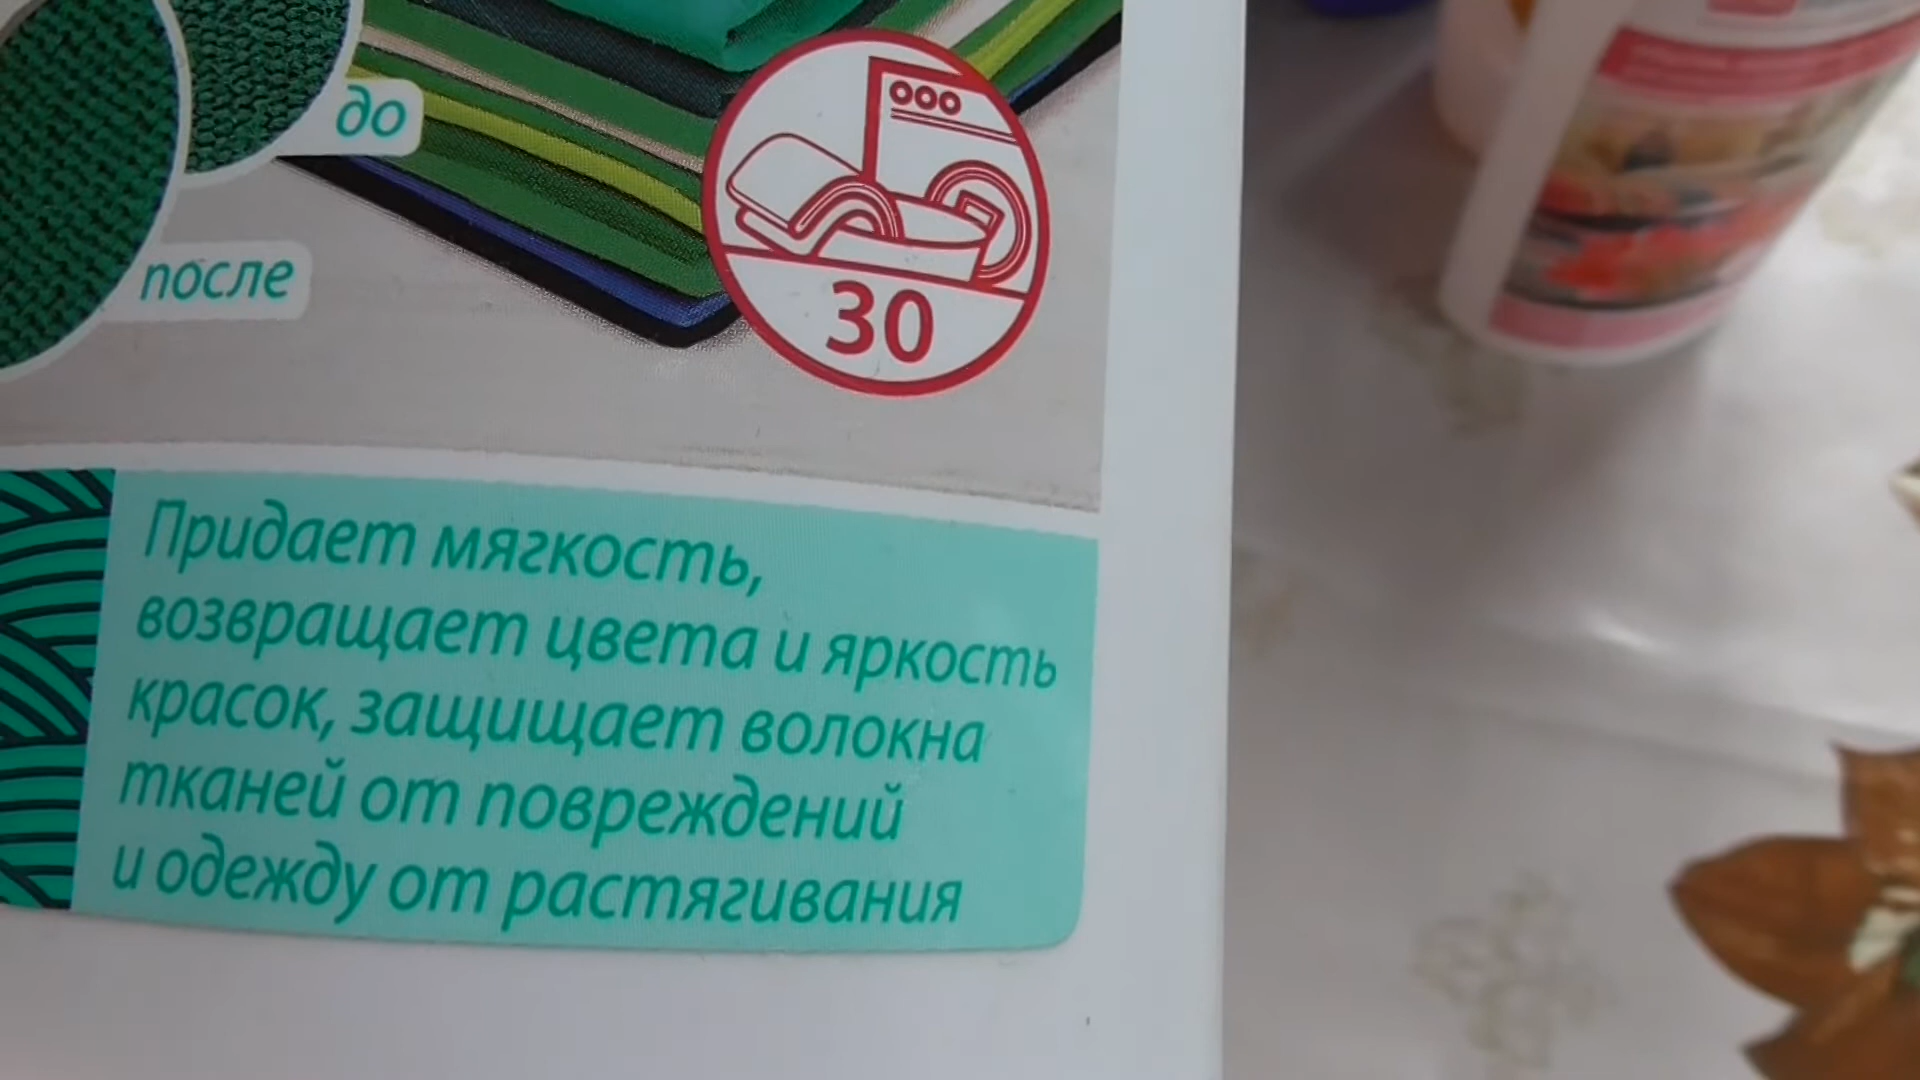 до
после
30
Придает мягкость,
возвращает цвета и яркость
красок, защищает волокна
тканей от повреждений
и одежду от растягивания